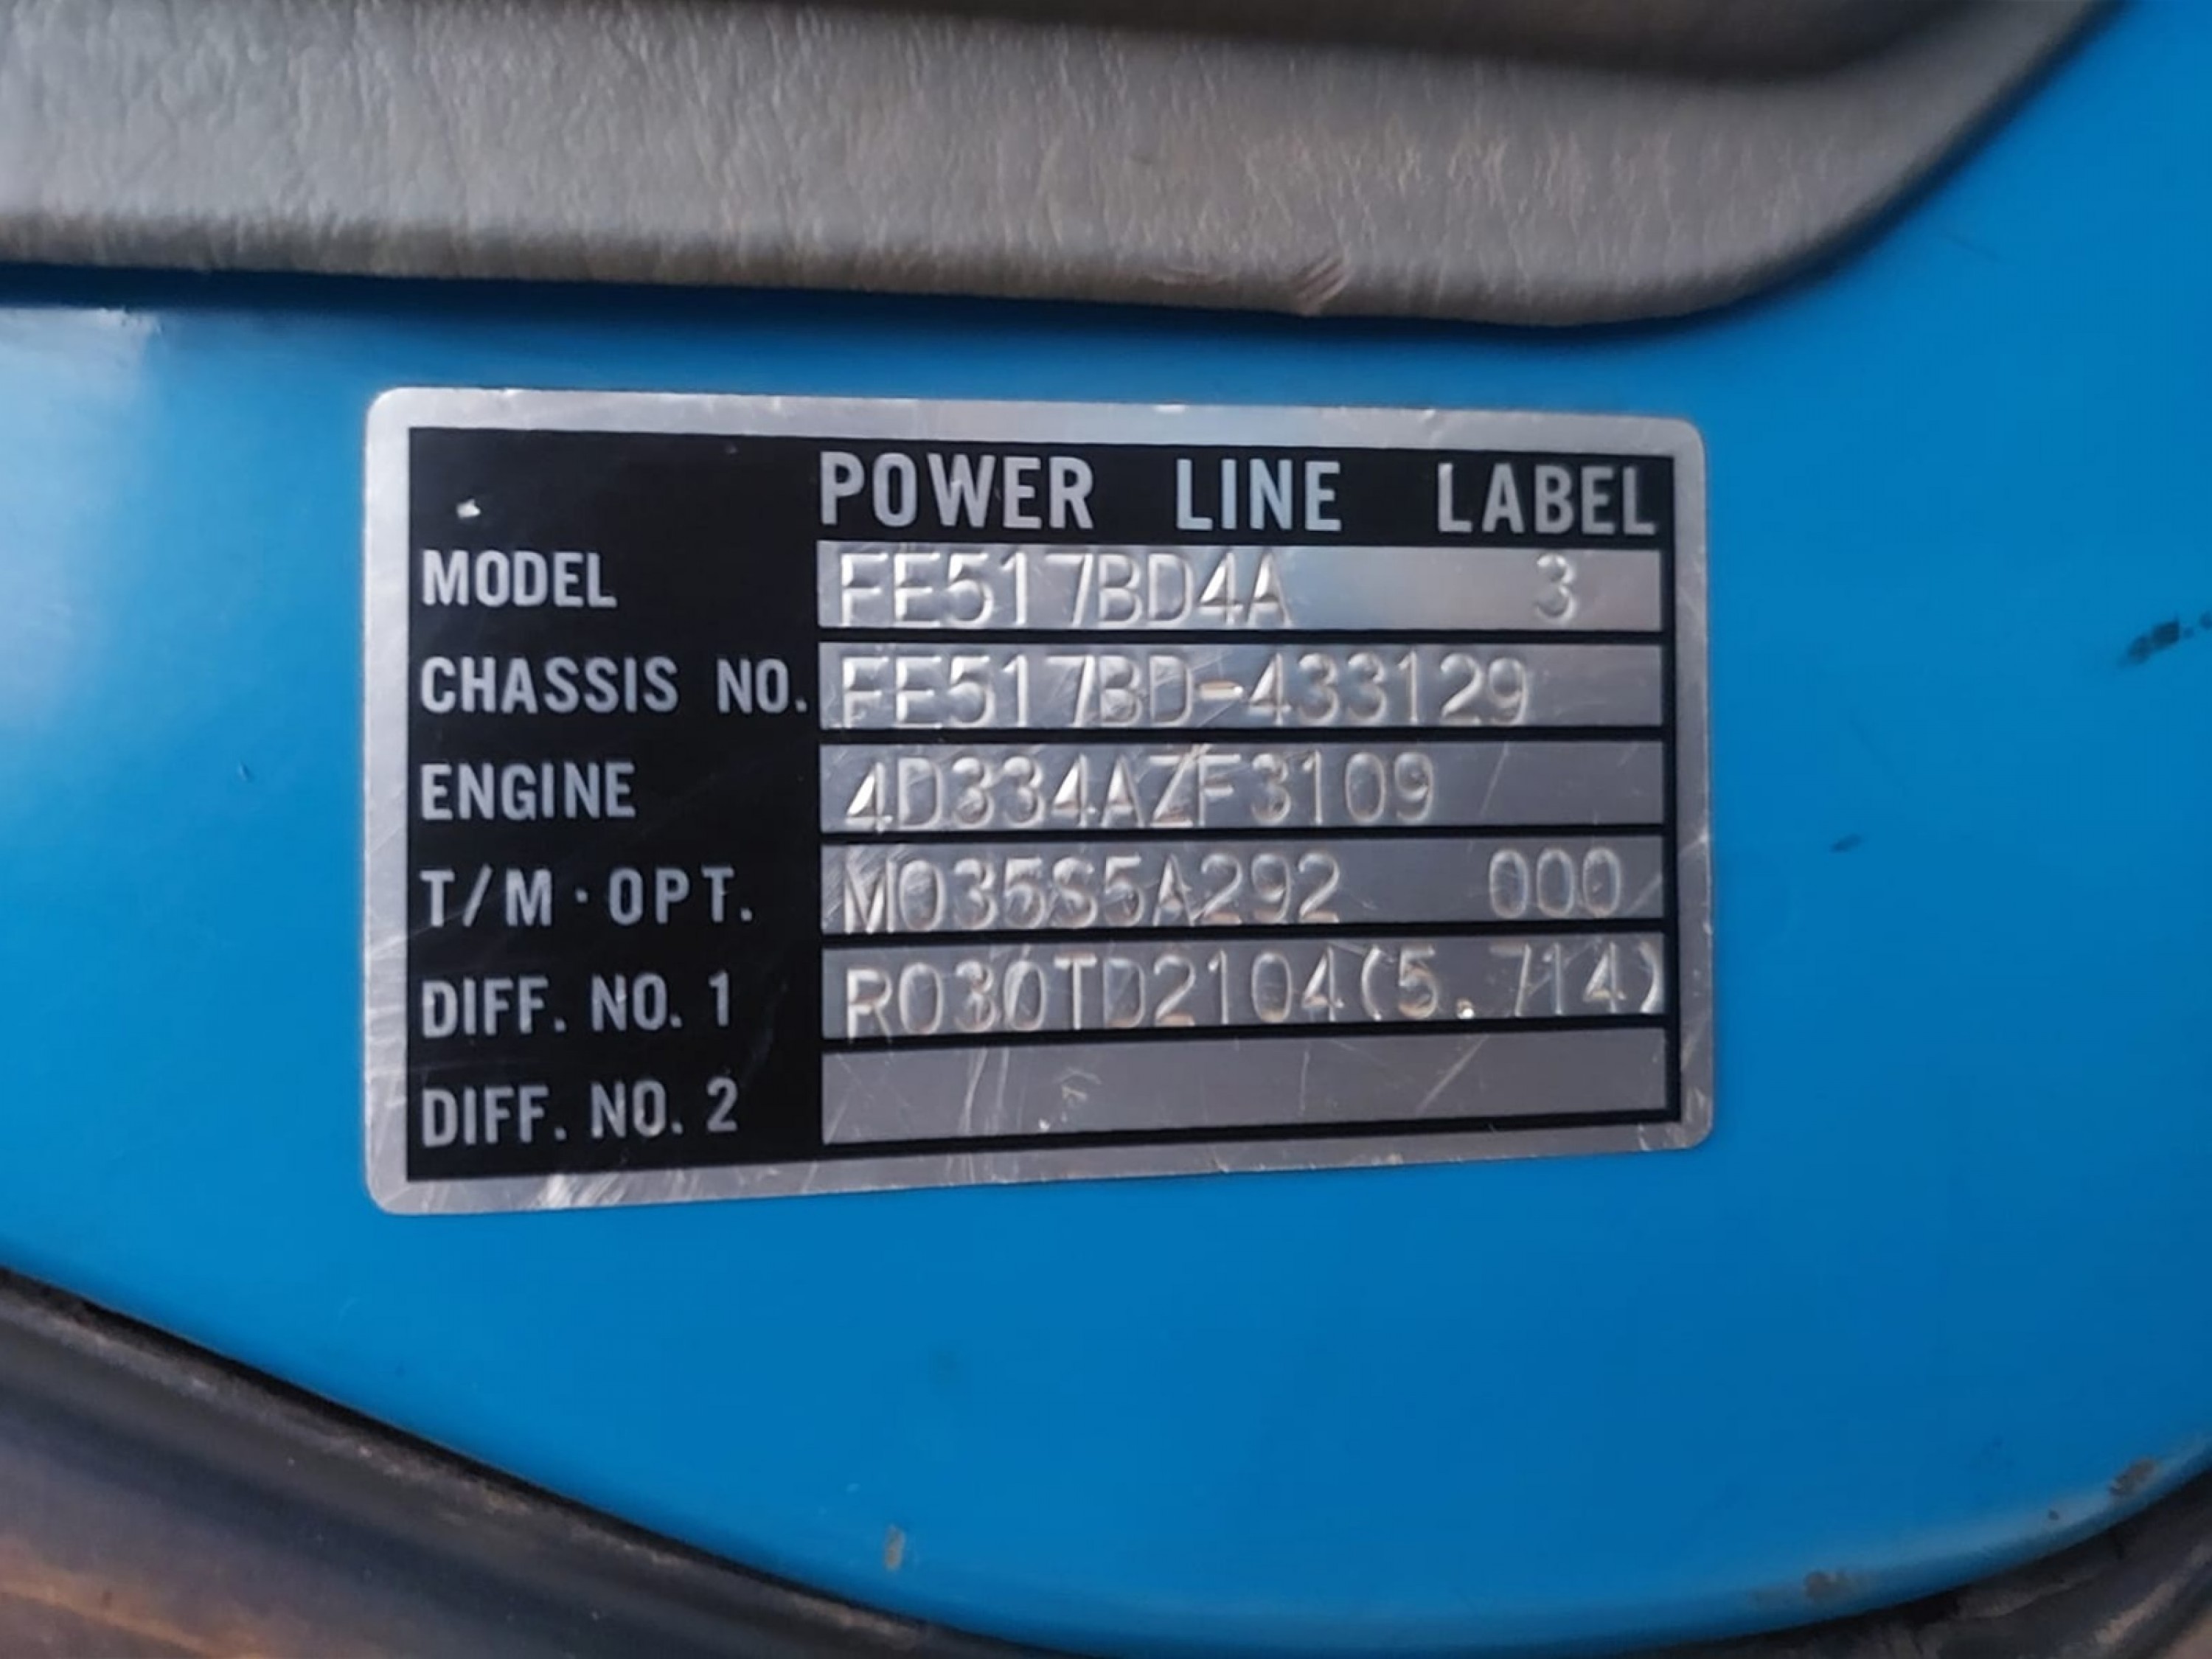 POWER LINE LABEL
MODEL FE517BD4A 3
CHASSIS NO. FE517BD-433129
ENGINE 4D334AZF3109
T/M·OPT. M035S5A292 000
DIFF. NO. 1 R030TD2104(5.714)
DIFF. NO. 2